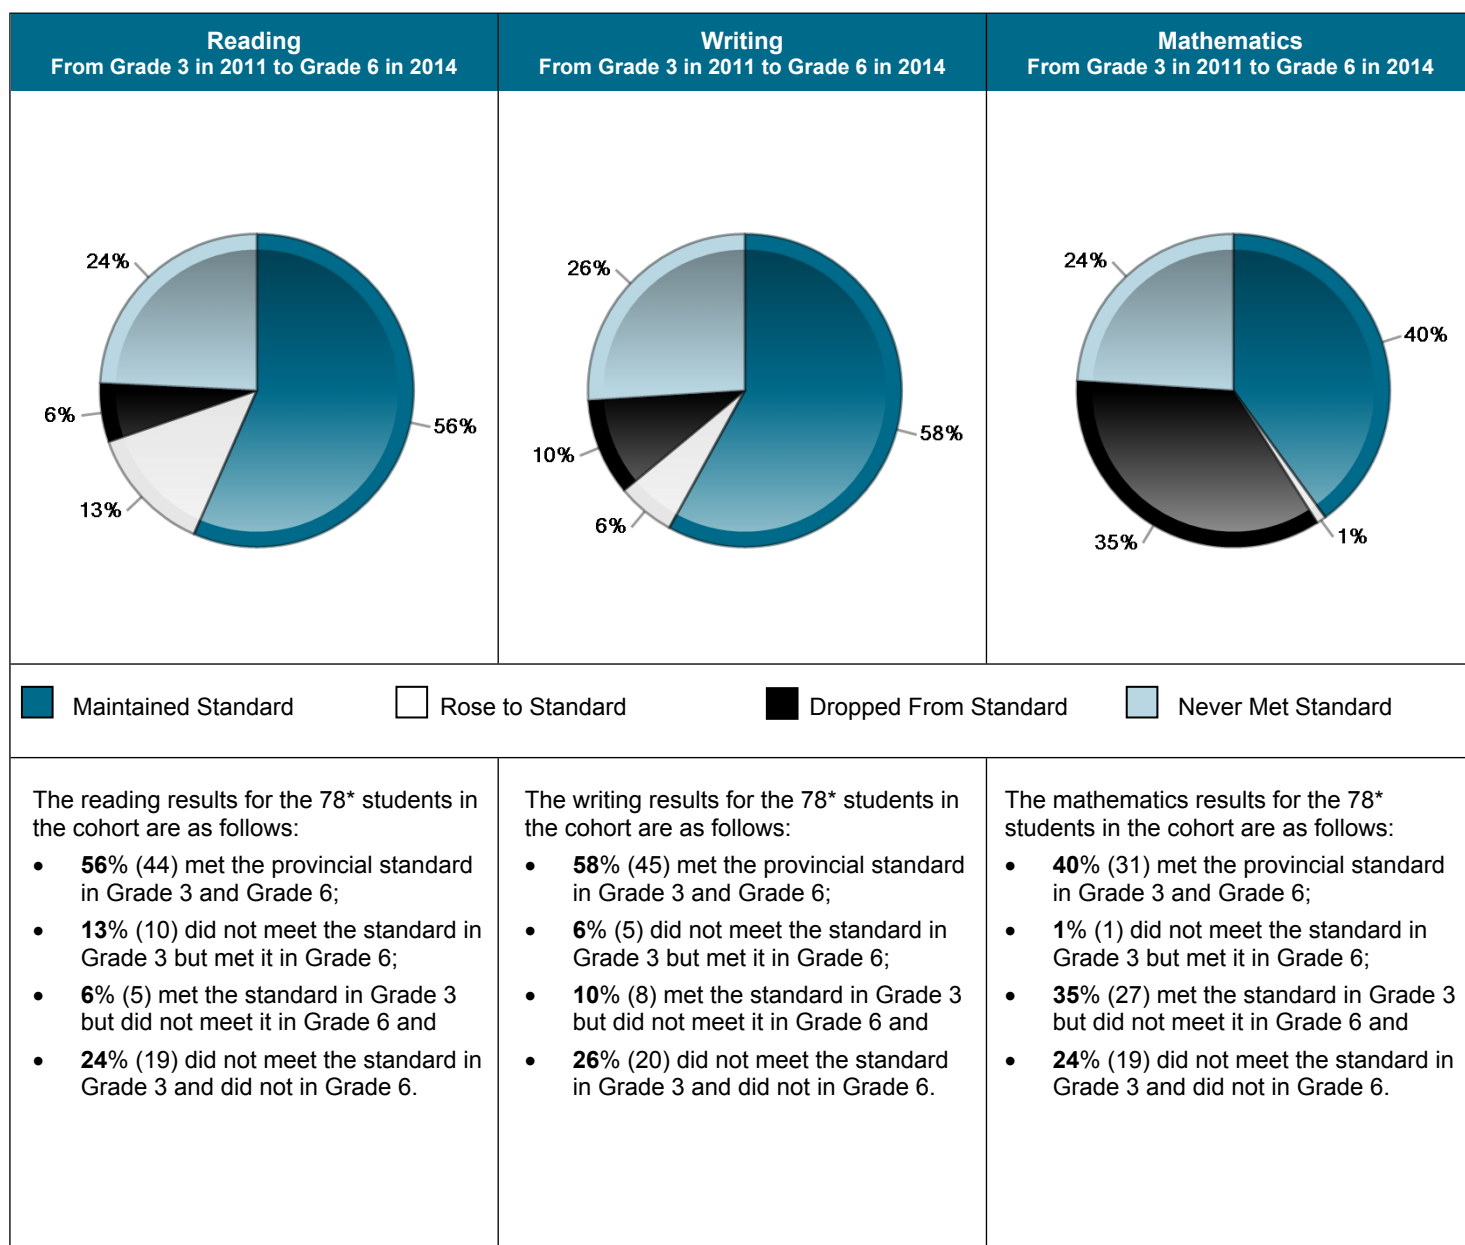 Reading
From Grade 3 in 2011 to Grade 6 in 2014
Writing
From Grade 3 in 2011 to Grade 6 in 2014
Mathematics
From Grade 3 in 2011 to Grade 6 in 2014
24%
6%
13%
56%
26%
10%
6%
58%
24%
35%
1%
40%
Maintained Standard
Rose to Standard
Dropped From Standard
Never Met Standard
The reading results for the 78* students in
the cohort are as follows:
• 56% (44) met the provincial standard
in Grade 3 and Grade 6;
• 13% (10) did not meet the standard in
Grade 3 but met it in Grade 6;
• 6% (5) met the standard in Grade 3
but did not meet it in Grade 6 and
• 24% (19) did not meet the standard in
Grade 3 and did not in Grade 6.
The writing results for the 78* students in
the cohort are as follows:
• 58% (45) met the provincial standard
in Grade 3 and Grade 6;
• 6% (5) did not meet the standard in
Grade 3 but met it in Grade 6;
• 10% (8) met the standard in Grade 3
but did not meet it in Grade 6 and
• 26% (20) did not meet the standard
in Grade 3 and did not in Grade 6.
The mathematics results for the 78*
students in the cohort are as follows:
• 40% (31) met the provincial standard
in Grade 3 and Grade 6;
• 1% (1) did not meet the standard in
Grade 3 but met it in Grade 6;
• 35% (27) met the standard in Grade 3
but did not meet it in Grade 6 and
• 24% (19) did not meet the standard in
Grade 3 and did not in Grade 6.